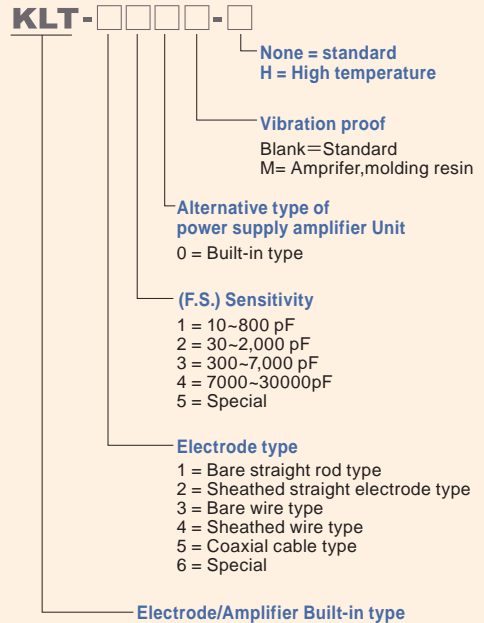 KLT-□□□□-□
None = standard
H = High temperature
Vibration proof
Blank＝Standard
M= Amprifer,molding resin
Alternative type of
power supply amplifier Unit
0 = Built-in type
(F.S.) Sensitivity
1 = 10~800 pF
2 = 30~2,000 pF
3 = 300~7,000 pF
4 = 7000~30000pF
5 = Special
Electrode type
1 = Bare straight rod type
2 = Sheathed straight electrode type
3 = Bare wire type
4 = Sheathed wire type
5 = Coaxial cable type
6 = Special
Electrode/Amplifier Built-in type